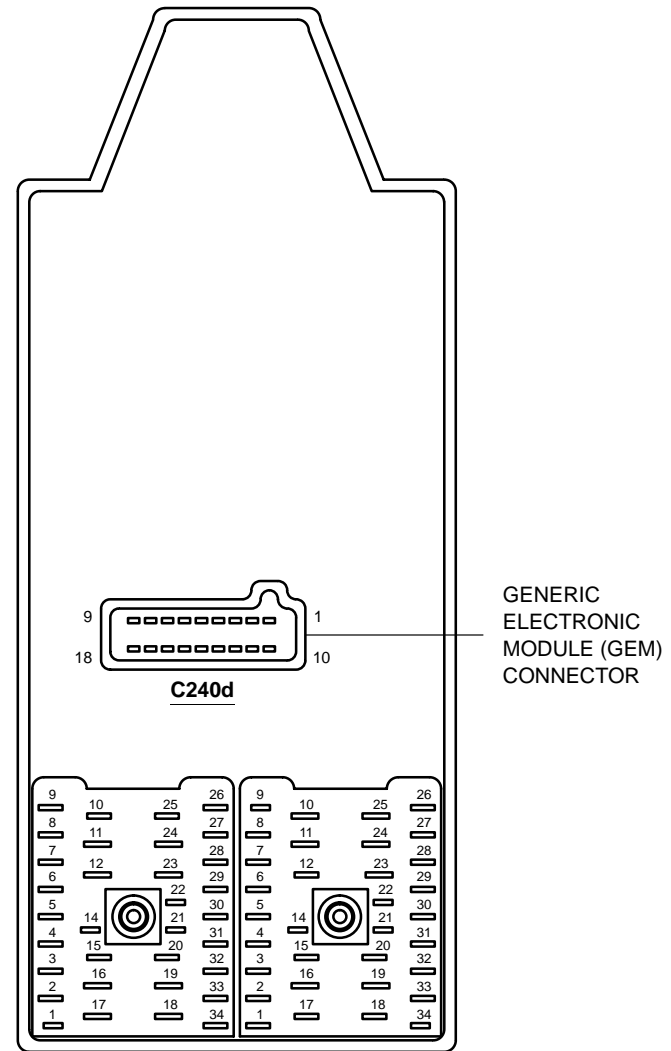 9 1
GENERIC
ELECTRONIC
MODULE (GEM)
CONNECTOR
18 10
C240d
9 10 25 26 9 10 25 26
8 11 24 27 8 11 24 27
7 12 23 28 7 12 23 28
6 22 29 6 22 29
5 14 21 30 5 14 21 30
4 15 20 31 4 15 20 31
3 16 19 32 3 16 19 32
2 17 18 33 2 17 18 33
1 34 1 34